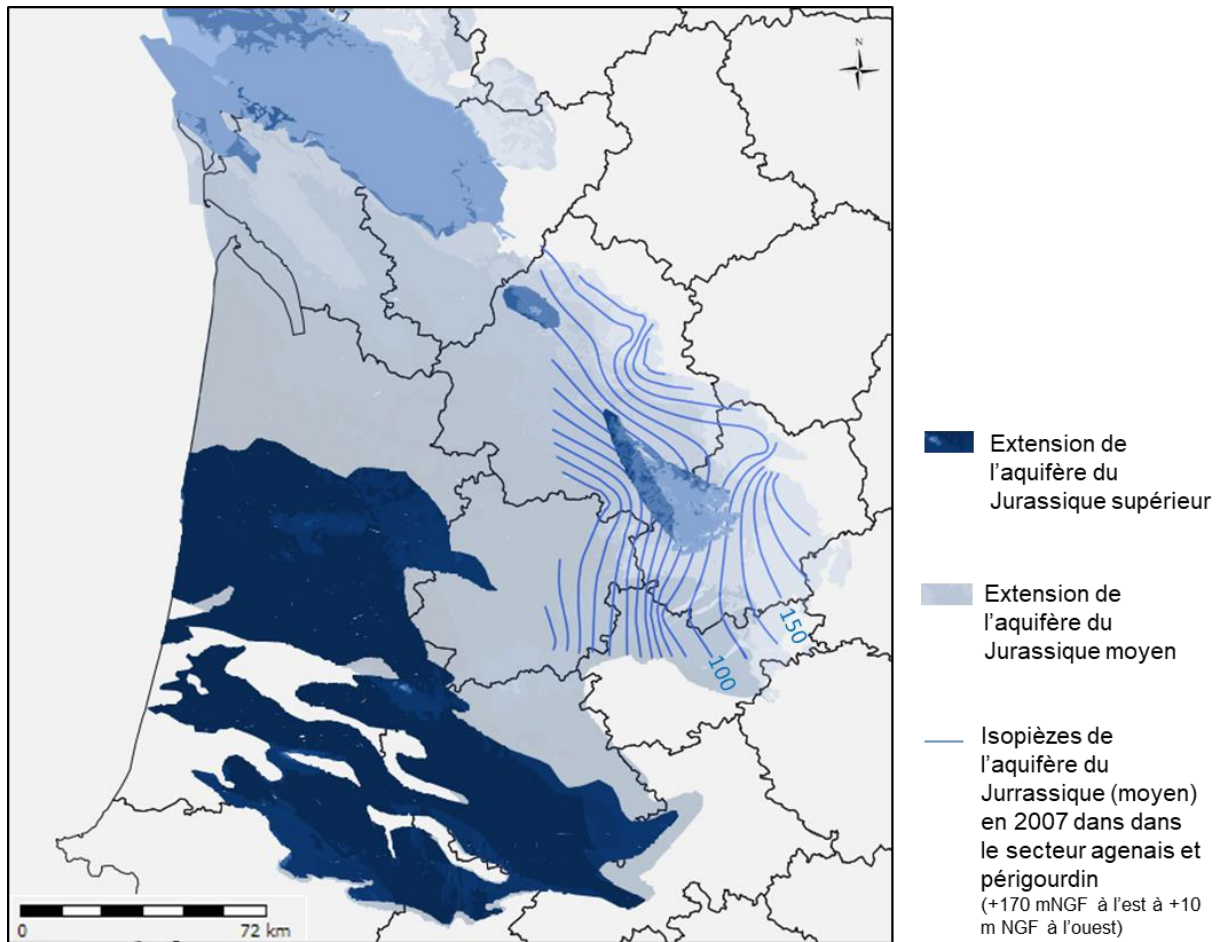 N
150
100
0
72 km
Extension de
l’aquifère du
Jurassique supérieur
Extension de
l’aquifère du
Jurassique moyen
Isopièzes de
l’aquifère du
Jurrassique (moyen)
en 2007 dans dans
le secteur agenais et
périgourdin
(+170 mNGF à l’est à +10
m NGF à l’ouest)